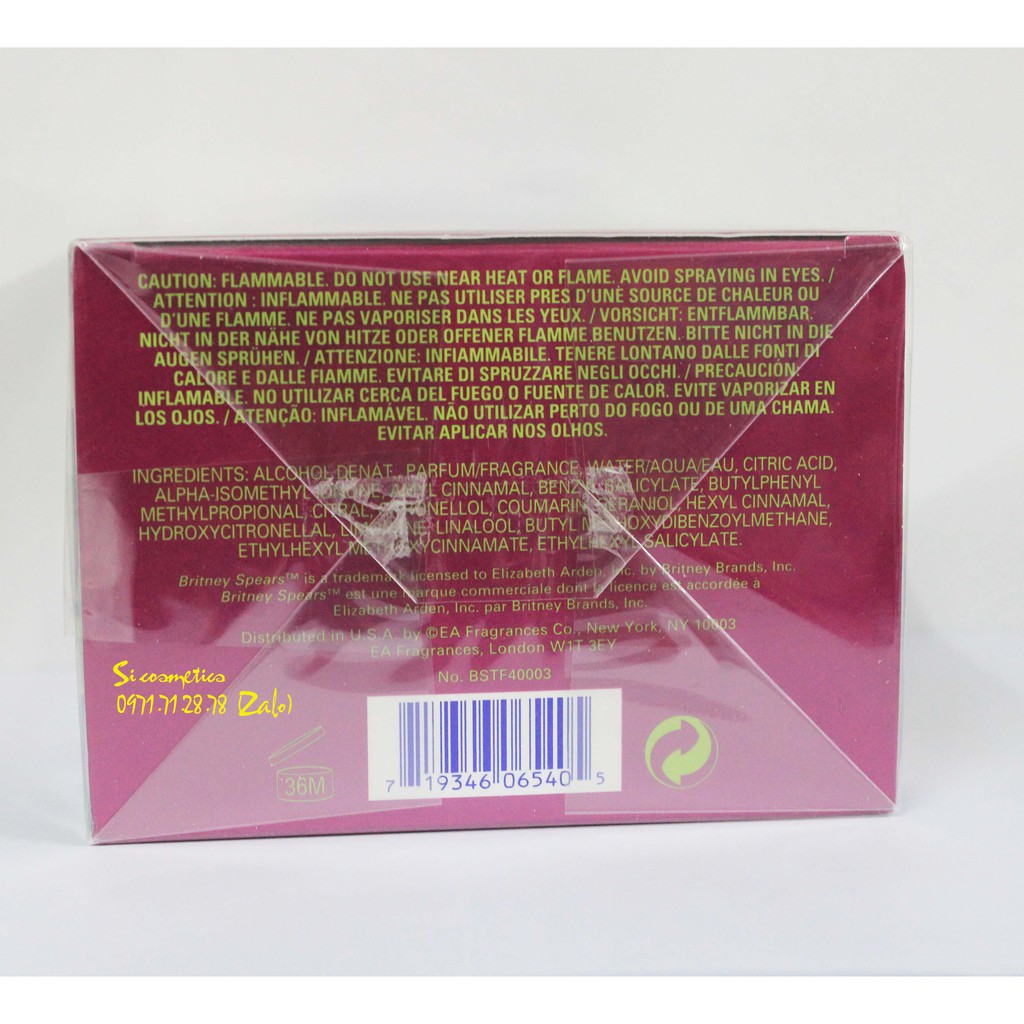 CAUTION: FLAMMABLE. DO NOT USE NEAR HEAT OR FLAME. AVOID SPRAYING IN EYES. /
ATTENTION : INFLAMMABLE. NE PAS UTILISER PRES D'UNE SOURCE DE CHALEUR OU
D'UNE FLAMME. NE PAS VAPORISER DANS LES YEUX. / VORSICHT: ENTFLAMMBAR.
NICHT IN DER NÄHE VON HITZE ODER OFFENER FLAMME BENUTZEN. BITTE NICHT IN DIE
AUGEN SPRÜHEN. / ATTENZIONE: INFIAMMABILE. TENERE LONTANO DALLE FONTI DI
CALORE E DALLE FIAMME. EVITARE DI SPRUZZARE NEGLI OCCHI. / PRECAUCIÓN:
INFLAMABLE. NO UTILIZAR CERCA DEL FUEGO O FUENTE DE CALOR. EVITE VAPORIZAR EN
LOS OJOS. / ATENÇÃO: INFLAMÁVEL. NÃO UTILIZAR PERTO DO FOGO OU DE UMA CHAMA.
EVITAR APLICAR NOS OLHOS.
INGREDIENTS: ALCOHOL DENAT., PARFUM/FRAGRANCE, WATER/AQUA/EAU, CITRIC ACID,
ALPHA-ISOMETHYL CINNAMAL, BENZYL SALICYLATE, BUTYLPHENYL
METHYLPROPIONAL, CITRAL, COUMARIN, GERANIOL, HEXYL CINNAMAL,
HYDROXYCITRONELLAL, LINALOOL, BUTYL
ETHYLHEXYL ETHYLHEXYL SALICYLATE.
Britney Spears™ is a trademark licensed to Elizabeth Arden, Inc. by Britney Brands, Inc.
Britney Spears™ est une marque commerciale dont la licence est accordée à
Elizabeth Arden, Inc. par Britney Brands, Inc.
Distributed in U.S.A. by ©EA Fragrances Co., New York, NY 10003
EA Fragrances, London W1T 3EY
No. BSTF40003
Si cosmetics
0971.71.28.78 (Zalo)
36M
7 19346 06540 5